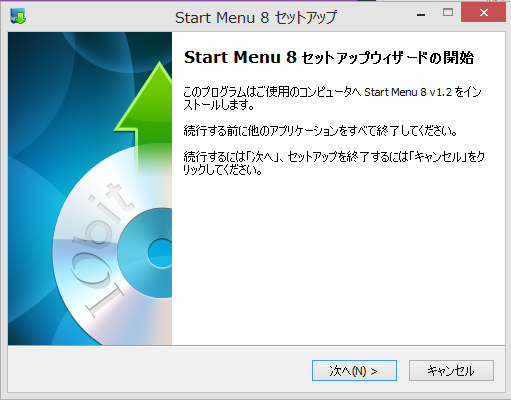 Start Menu 8 セットアップ
Start Menu 8 セットアップウィザードの開始
このプログラムはご使用のコンピュータへ Start Menu 8 v1.2 をイン
ストールします。
続行する前に他のアプリケーションをすべて終了してください。
続行するには「次へ」、セットアップを終了するには「キャンセル」をク
リックしてください。
IObit
次へ(N) >
キャンセル